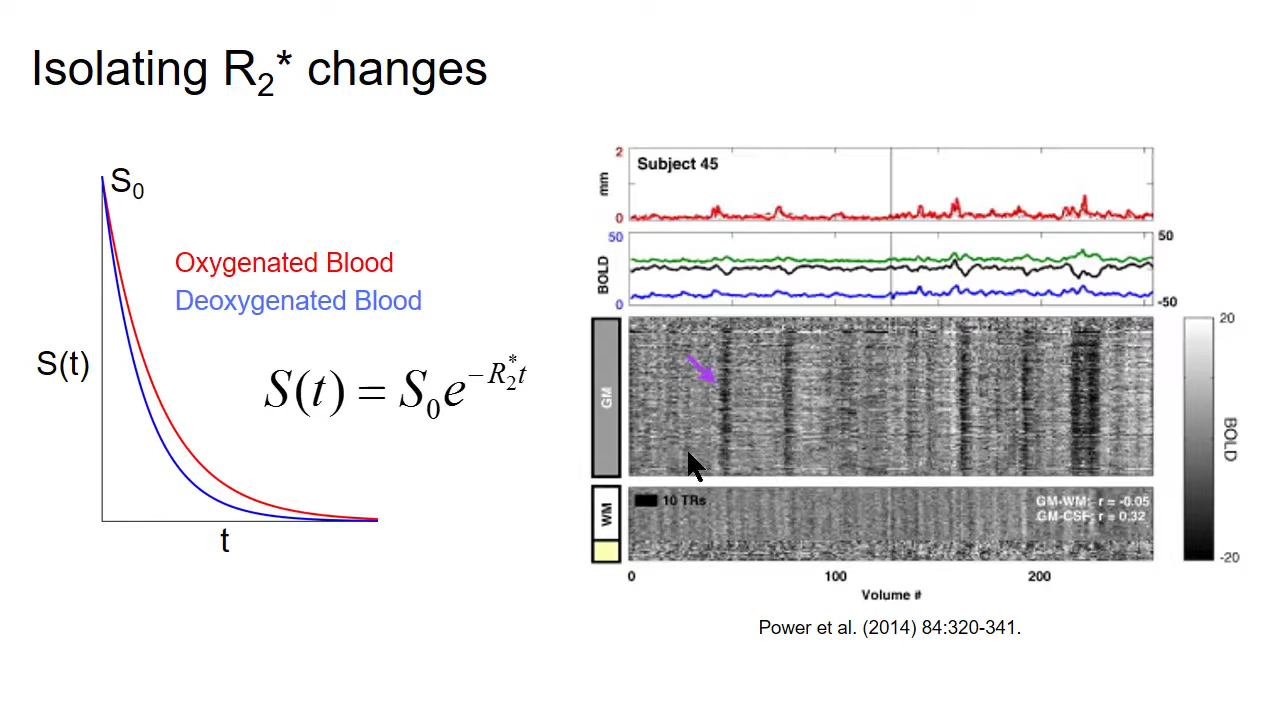 Isolating R₂* changes
S₀
Oxygenated Blood
Deoxygenated Blood
S(t)
S(t) = S₀e^(−R₂*t)
t
2
mm
0
Subject 45
50
BOLD
0
50
-50
GM
WM
10 TRs
GM-WM: r = -0.05
GM-CSF: r = 0.32
0
100
200
Volume #
20
BOLD
-20
Power et al. (2014) 84:320-341.